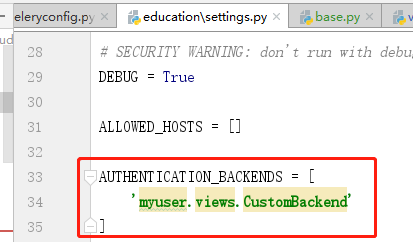 eleryconfig.py
education\settings.py
base.py
28 # SECURITY WARNING: don't run with debu
29 DEBUG = True
30
31 ALLOWED_HOSTS = []
32
33 AUTHENTICATION_BACKENDS = [
34 'myuser.views.CustomBackend'
35 ]